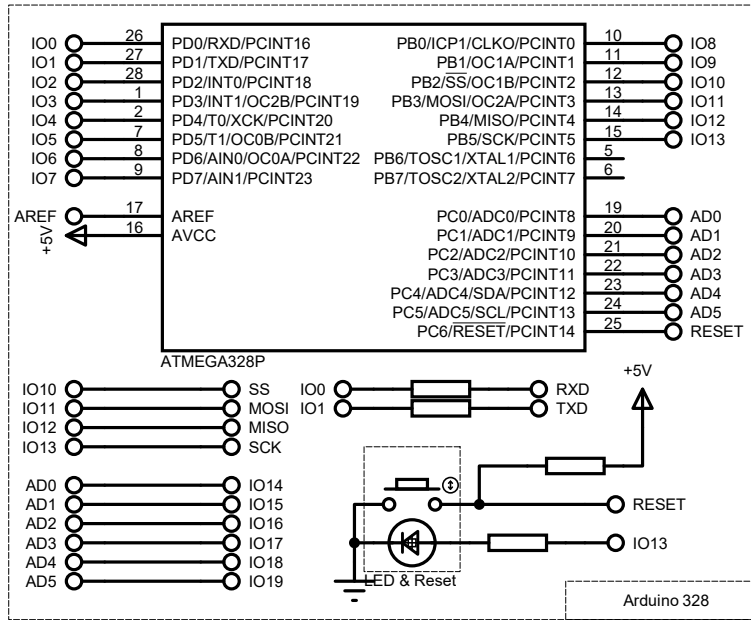 IO0 26 PD0/RXD/PCINT16 PB0/ICP1/CLKO/PCINT0 10 IO8
IO1 27 PD1/TXD/PCINT17 PB1/OC1A/PCINT1 11 IO9
IO2 28 PD2/INT0/PCINT18 PB2/SS/OC1B/PCINT2 12 IO10
IO3 1 PD3/INT1/OC2B/PCINT19 PB3/MOSI/OC2A/PCINT3 13 IO11
IO4 2 PD4/T0/XCK/PCINT20 PB4/MISO/PCINT4 14 IO12
IO5 7 PD5/T1/OC0B/PCINT21 PB5/SCK/PCINT5 15 IO13
IO6 8 PD6/AIN0/OC0A/PCINT22 PB6/TOSC1/XTAL1/PCINT6 5
IO7 9 PD7/AIN1/PCINT23 PB7/TOSC2/XTAL2/PCINT7 6
AREF 17 AREF PC0/ADC0/PCINT8 19 AD0
+5V 16 AVCC PC1/ADC1/PCINT9 20 AD1
PC2/ADC2/PCINT10 21 AD2
PC3/ADC3/PCINT11 22 AD3
PC4/ADC4/SDA/PCINT12 23 AD4
PC5/ADC5/SCL/PCINT13 24 AD5
PC6/RESET/PCINT14 25 RESET
ATMEGA328P
+5V
IO10 SS IO0 RXD
IO11 MOSI IO1 TXD
IO12 MISO
IO13 SCK
AD0 IO14
AD1 IO15 RESET
AD2 IO16
AD3 IO17 IO13
AD4 IO18
AD5 IO19 LED & Reset
Arduino 328